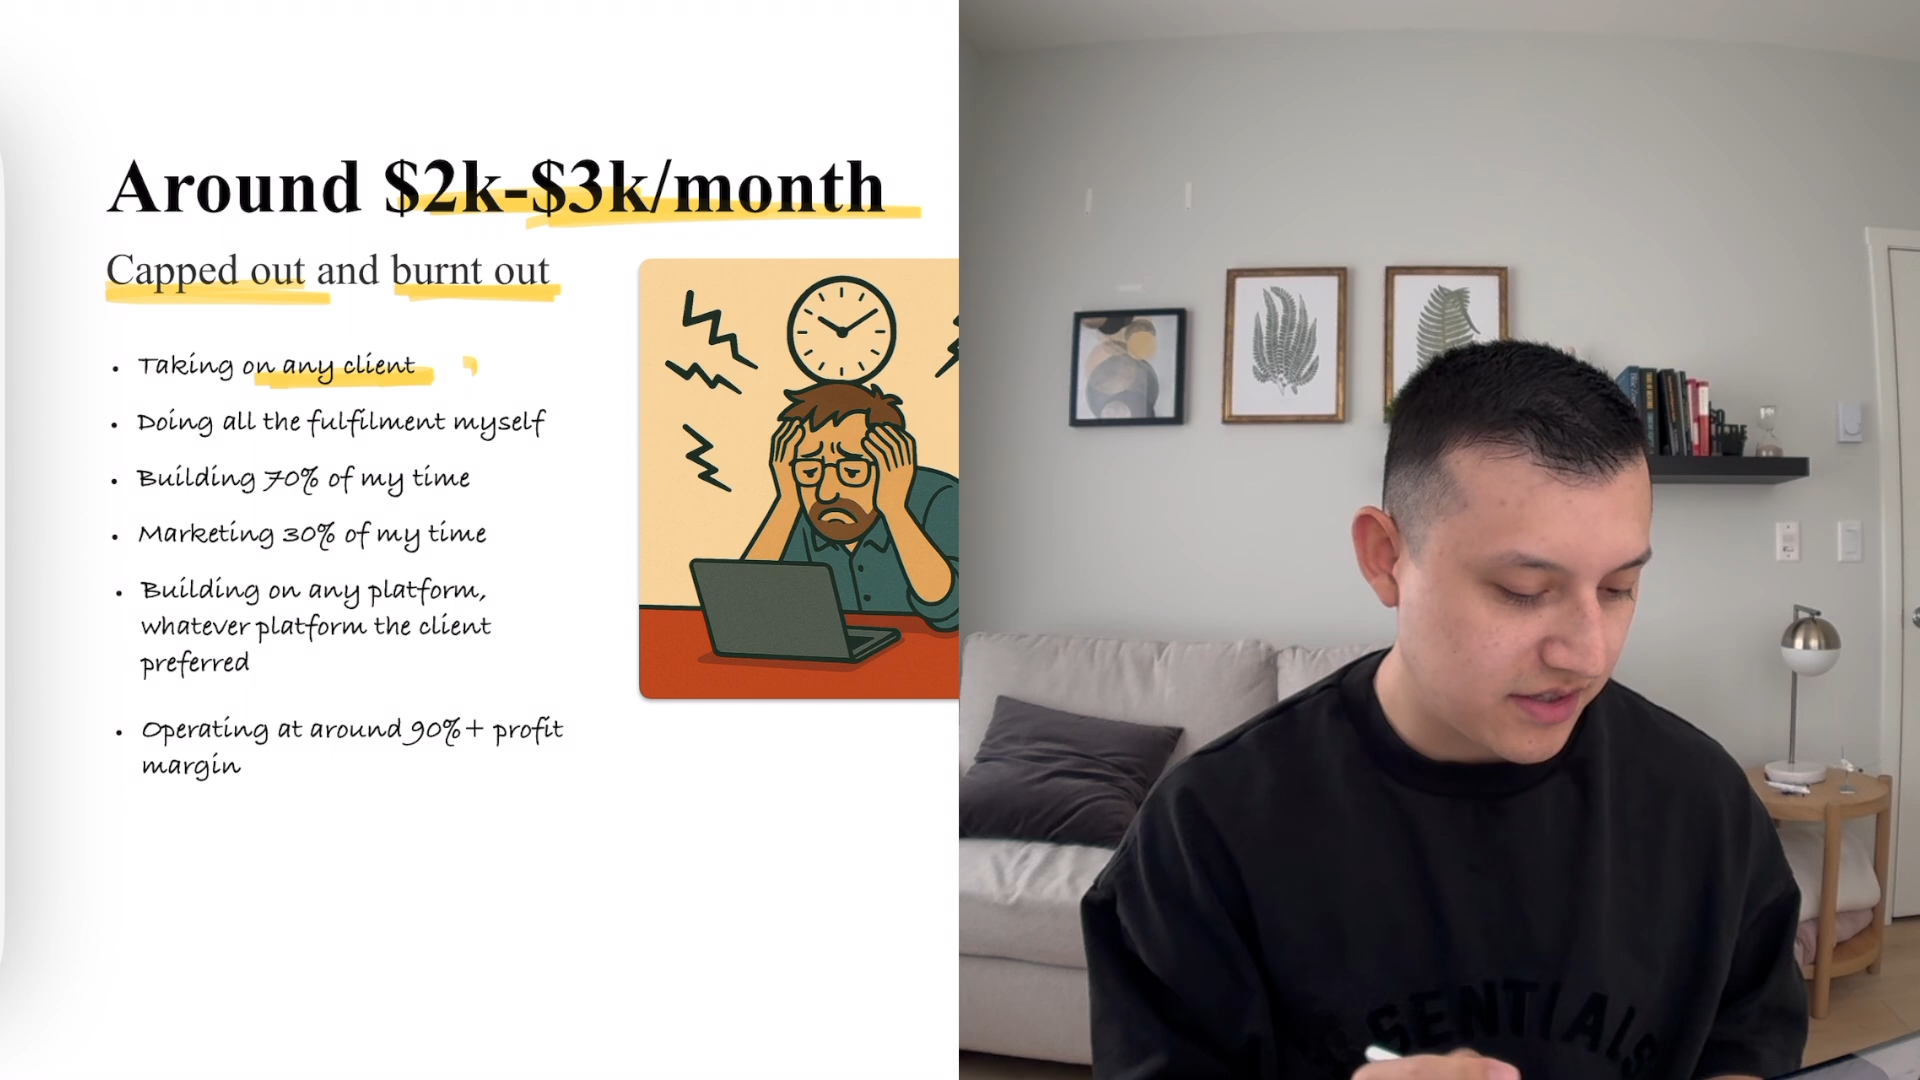 Around $2k-$3k/month
Capped out and burnt out
• Taking on any client
• Doing all the fulfilment myself
• Building 70% of my time
• Marketing 30% of my time
• Building on any platform,
whatever platform the client
preferred
• Operating at around 90%+ profit
margin
SENTIALS